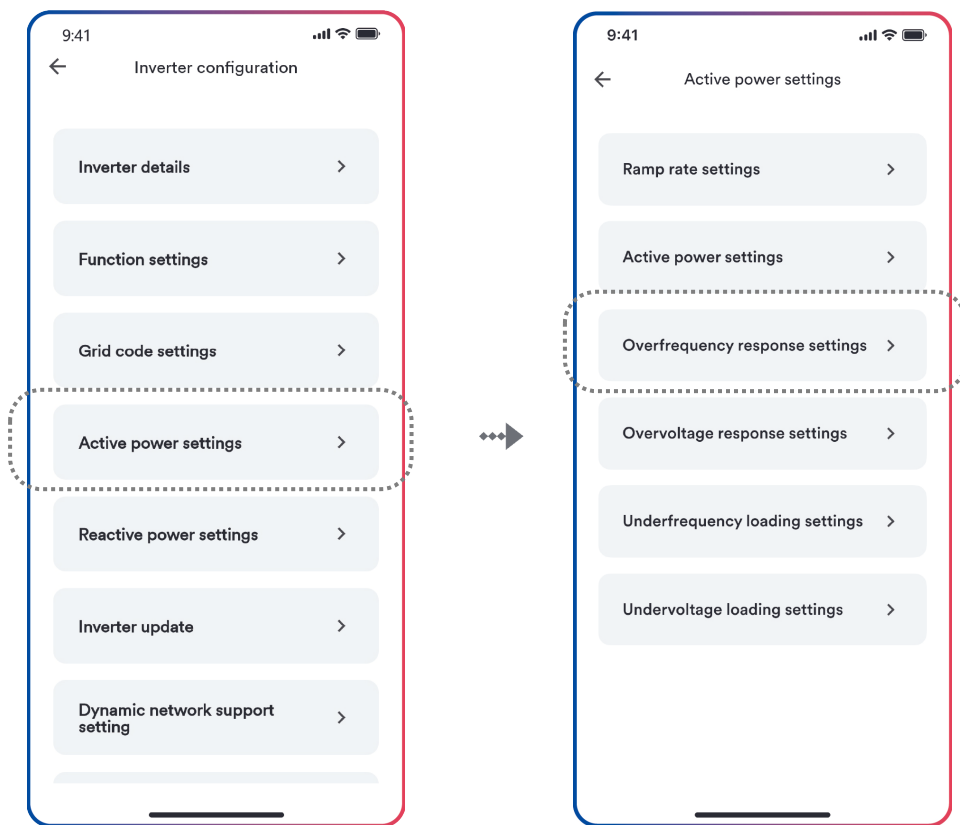 9:41
Inverter configuration
Inverter details
Function settings
Grid code settings
Active power settings
Reactive power settings
Inverter update
Dynamic network support
setting
9:41
Active power settings
Ramp rate settings
Active power settings
Overfrequency response settings
Overvoltage response settings
Underfrequency loading settings
Undervoltage loading settings